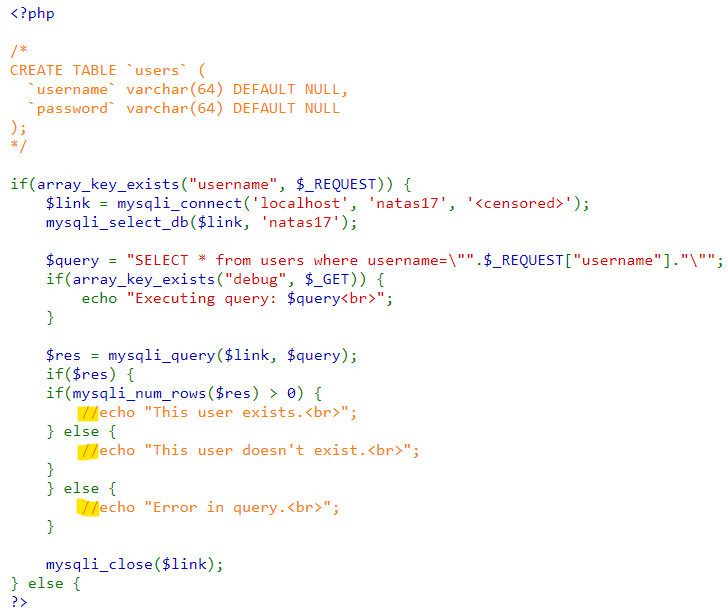 <?php
/*
CREATE TABLE `users` (
  `username` varchar(64) DEFAULT NULL,
  `password` varchar(64) DEFAULT NULL
);
*/
if(array_key_exists("username", $_REQUEST)) {
    $link = mysqli_connect('localhost', 'natas17', '<censored>');
    mysqli_select_db($link, 'natas17');
    $query = "SELECT * from users where username=\"".$_REQUEST["username"]."\"";
    if(array_key_exists("debug", $_GET)) {
        echo "Executing query: $query<br>";
    }
    $res = mysqli_query($link, $query);
    if($res) {
    if(mysqli_num_rows($res) > 0) {
        //echo "This user exists.<br>";
    } else {
        //echo "This user doesn't exist.<br>";
    }
    } else {
        //echo "Error in query.<br>";
    }
    mysqli_close($link);
} else {
?>